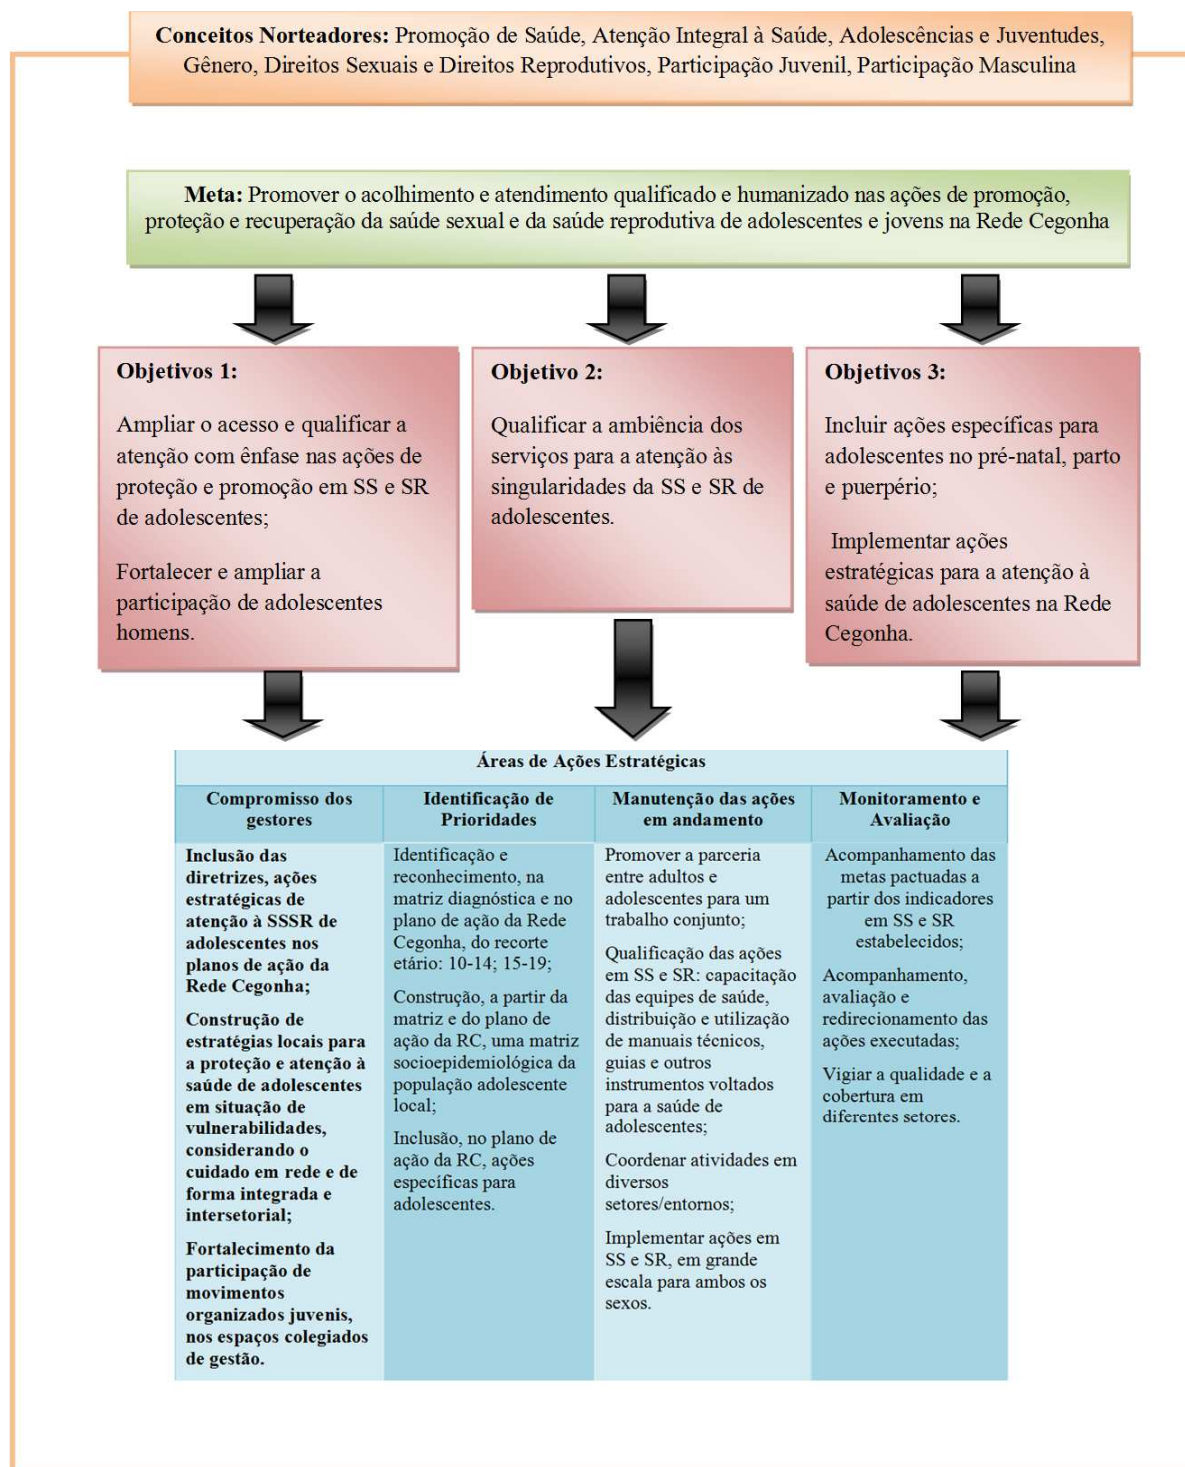 Conceitos Norteadores: Promoção de Saúde, Atenção Integral à Saúde, Adolescências e Juventudes,
Gênero, Direitos Sexuais e Direitos Reprodutivos, Participação Juvenil, Participação Masculina
Meta: Promover o acolhimento e atendimento qualificado e humanizado nas ações de promoção,
proteção e recuperação da saúde sexual e da saúde reprodutiva de adolescentes e jovens na Rede Cegonha
Objetivos 1:
Ampliar o acesso e qualificar a
atenção com ênfase nas ações de
proteção e promoção em SS e SR
de adolescentes;
Fortalecer e ampliar a
participação de adolescentes
homens.
Objetivo 2:
Qualificar a ambiência dos
serviços para a atenção às
singularidades da SS e SR de
adolescentes.
Objetivos 3:
Incluir ações específicas para
adolescentes no pré-natal, parto
e puerpério;
Implementar ações
estratégicas para a atenção à
saúde de adolescentes na Rede
Cegonha.
Áreas de Ações Estratégicas
Compromisso dos
gestores
Inclusão das
diretrizes, ações
estratégicas de
atenção à SSSR de
adolescentes nos
planos de ação da
Rede Cegonha;
Construção de
estratégias locais para
a proteção e atenção à
saúde de adolescentes
em situação de
vulnerabilidades,
considerando o
cuidado em rede e de
forma integrada e
intersetorial;
Fortalecimento da
participação de
movimentos
organizados juvenis,
nos espaços colegiados
de gestão.
Identificação de
Prioridades
Identificação e
reconhecimento, na
matriz diagnóstica e no
plano de ação da Rede
Cegonha, do recorte
etário: 10-14; 15-19;
Construção, a partir da
matriz e do plano de
ação da RC, uma matriz
socioepidemiológica da
população adolescente
local;
Inclusão, no plano de
ação da RC, ações
específicas para
adolescentes.
Manutenção das ações
em andamento
Promover a parceria
entre adultos e
adolescentes para um
trabalho conjunto;
Qualificação das ações
em SS e SR: capacitação
das equipes de saúde,
distribuição e utilização
de manuais técnicos,
guias e outros
instrumentos voltados
para a saúde de
adolescentes;
Coordenar atividades em
diversos
setores/entornos;
Implementar ações em
SS e SR, em grande
escala para ambos os
sexos.
Monitoramento e
Avaliação
Acompanhamento das
metas pactuadas a
partir dos indicadores
em SS e SR
estabelecidos;
Acompanhamento,
avaliação e
redirecionamento das
ações executadas;
Vigiar a qualidade e a
cobertura em
diferentes setores.